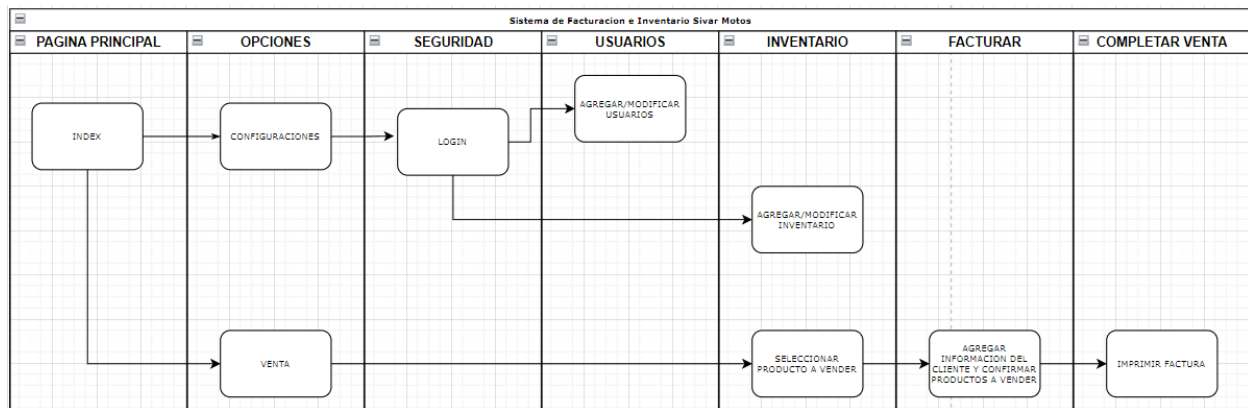 Sistema de Facturacion e Inventario Sivar Motos
PAGINA PRINCIPAL
OPCIONES
SEGURIDAD
USUARIOS
INVENTARIO
FACTURAR
COMPLETAR VENTA
INDEX
CONFIGURACIONES
LOGIN
AGREGAR/MODIFICAR
USUARIOS
AGREGAR/MODIFICAR
INVENTARIO
VENTA
SELECCIONAR
PRODUCTO A VENDER
AGREGAR
INFORMACION DEL
CLIENTE Y CONFIRMAR
PRODUCTOS A VENDER
IMPRIMIR FACTURA